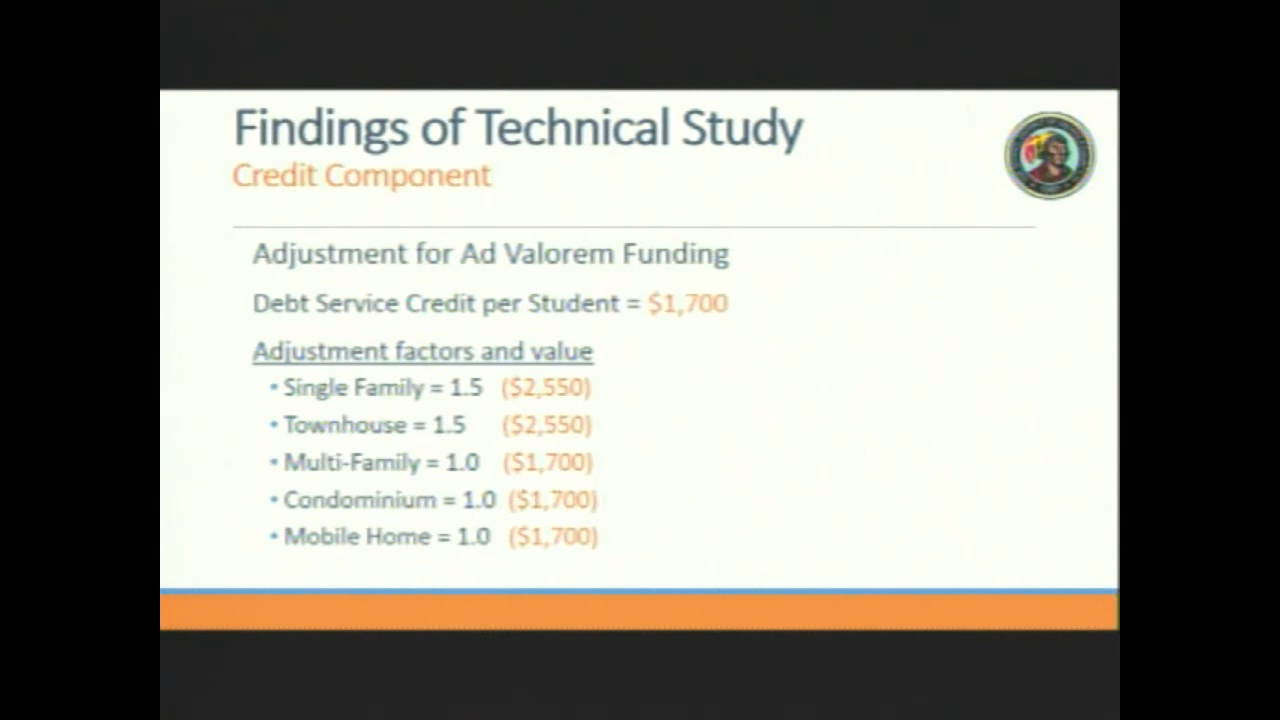 Findings of Technical Study
Credit Component
Adjustment for Ad Valorem Funding
Debt Service Credit per Student = $1,700
Adjustment factors and value
• Single Family = 1.5 ($2,550)
• Townhouse = 1.5 ($2,550)
• Multi-Family = 1.0 ($1,700)
• Condominium = 1.0 ($1,700)
• Mobile Home = 1.0 ($1,700)